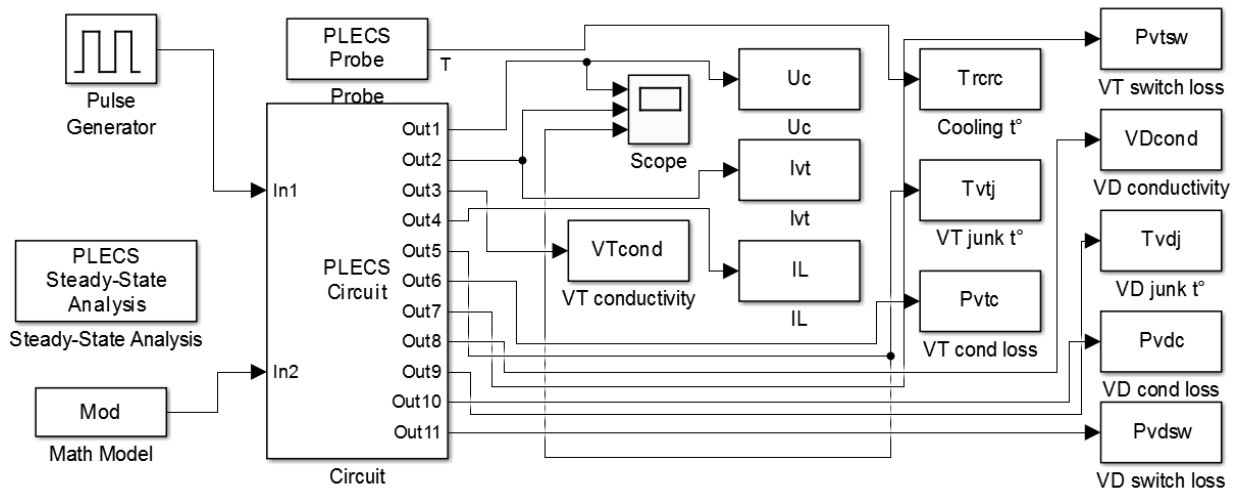 Pulse
Generator
PLECS
Probe
Probe
T
PLECS
Steady-State
Analysis
Steady-State Analysis
Mod
Math Model
In1
In2
PLECS
Circuit
Out1
Out2
Out3
Out4
Out5
Out6
Out7
Out8
Out9
Out10
Out11
Circuit
Scope
VTcond
VT conductivity
Uc
Uc
Ivt
Ivt
IL
IL
Trcrc
Cooling t°
Tvtj
VT junk t°
Pvtc
VT cond loss
Pvtsw
VT switch loss
VDcond
VD conductivity
Tvdj
VD junk t°
Pvdc
VD cond loss
Pvdsw
VD switch loss